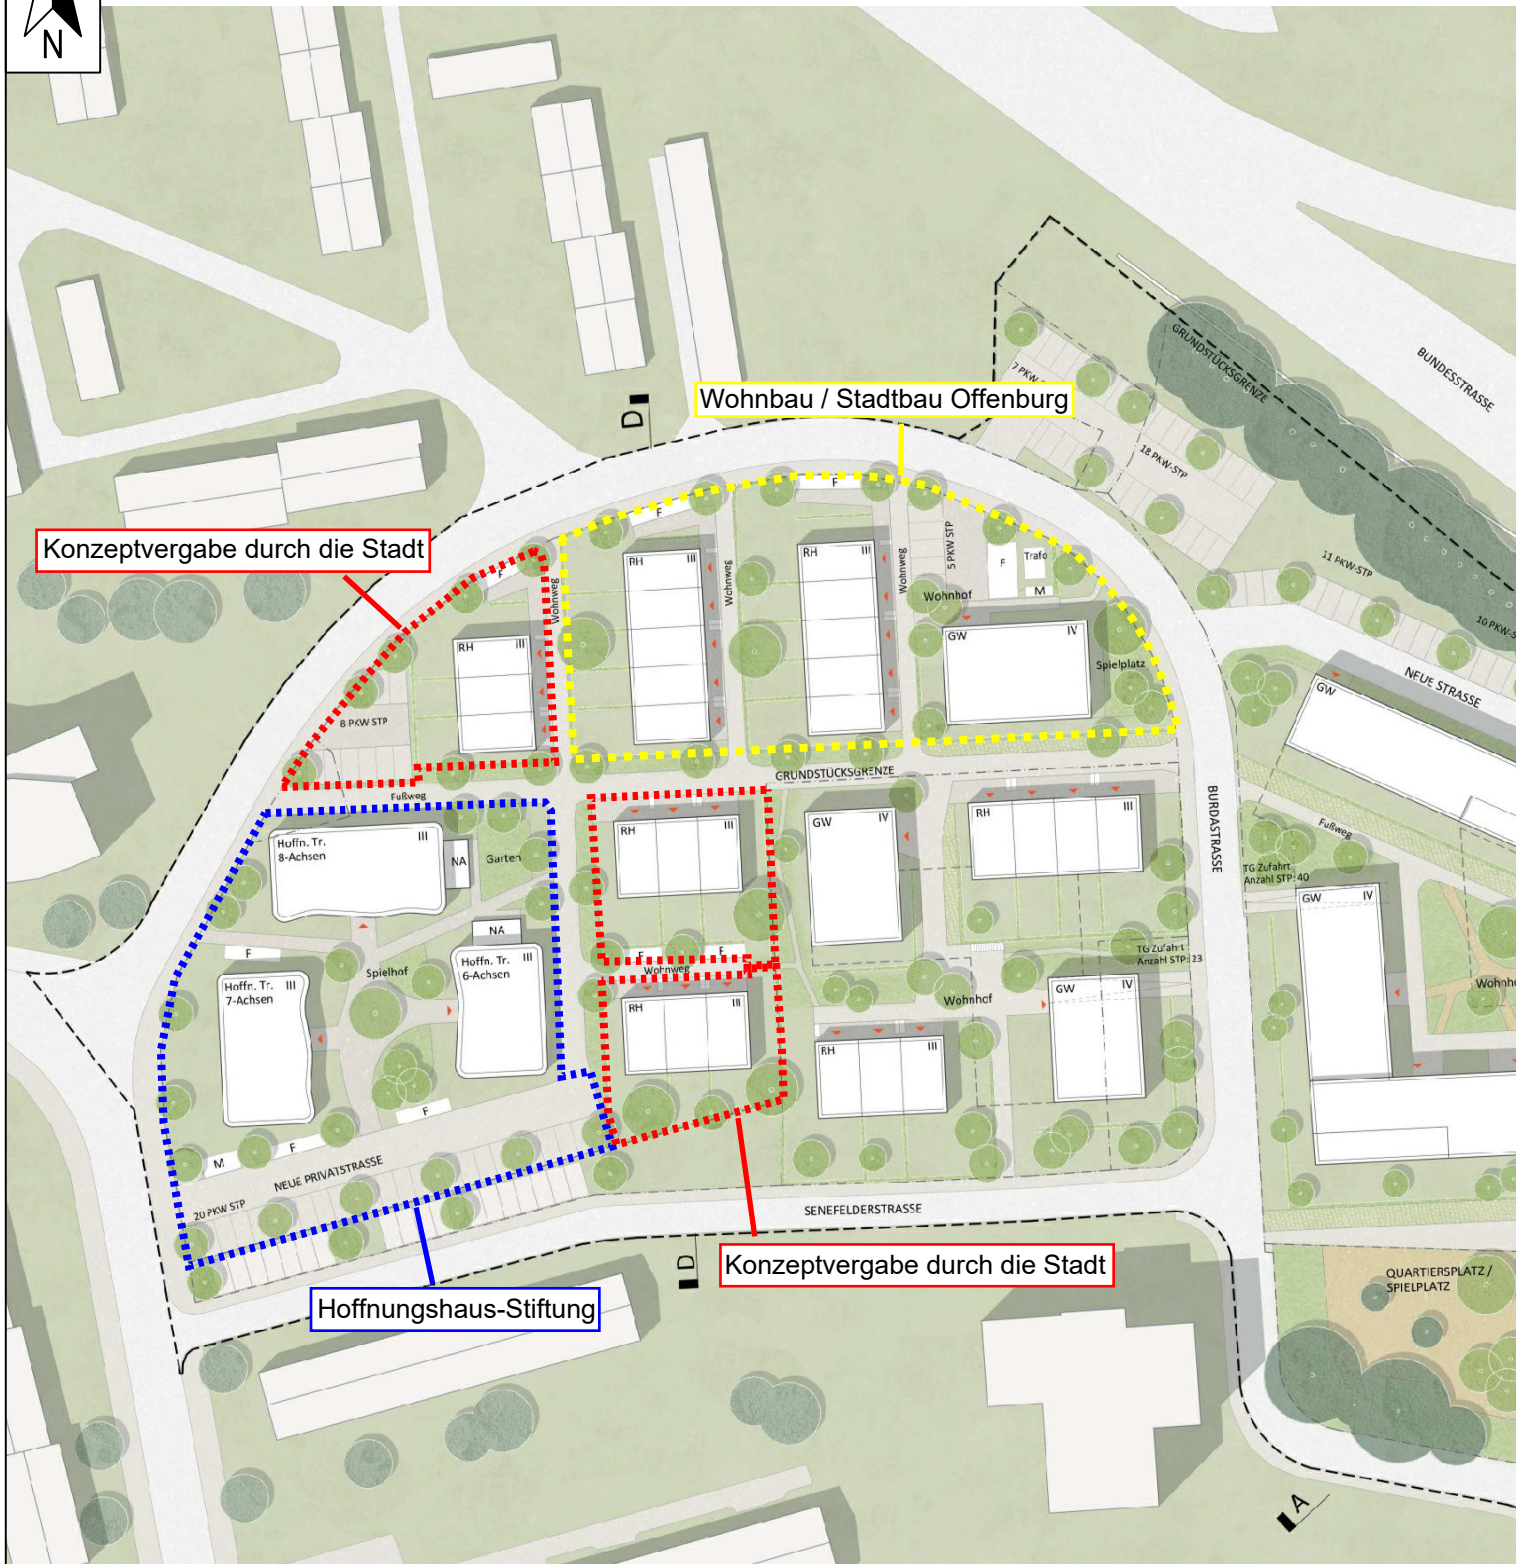 N
BUNDESSTRASSE
GRUNDSTÜCKSGRENZE
Wohnbau / Stadtbau Offenburg
D
18 PKW-STP
11 PKW-STP
Konzeptvergabe durch die Stadt
F
F
F
RH III
RH III
Wohnweg
Wohnweg
Wohnweg
5 PKW STP
F
Trafo
M
Wohnhof
GW IV
Spielplatz
RH III
8 PKW STP
NEUE STRASSE
GW
GRUNDSTÜCKSGRENZE
Fußweg
BURDASTRASSE
Hoffn. Tr. III
8-Achsen
NA
Garten
RH III
GW IV
RH III
Fußweg
TG Zufahrt
Anzahl STP: 40
GW IV
NA
Hoffn. Tr. III
6-Achsen
F
Spielhof
Hoffn. Tr. III
7-Achsen
F
F
Wohnweg
RH III
TG Zufahrt
Anzahl STP: 23
Wohnhof
GW IV
RH III
F
M
F
NEUE PRIVATSTRASSE
20 PKW STP
SENEFELDERSTRASSE
D
Konzeptvergabe durch die Stadt
Hoffnungshaus-Stiftung
QUARTIERSPLATZ /
SPIELPLATZ
A